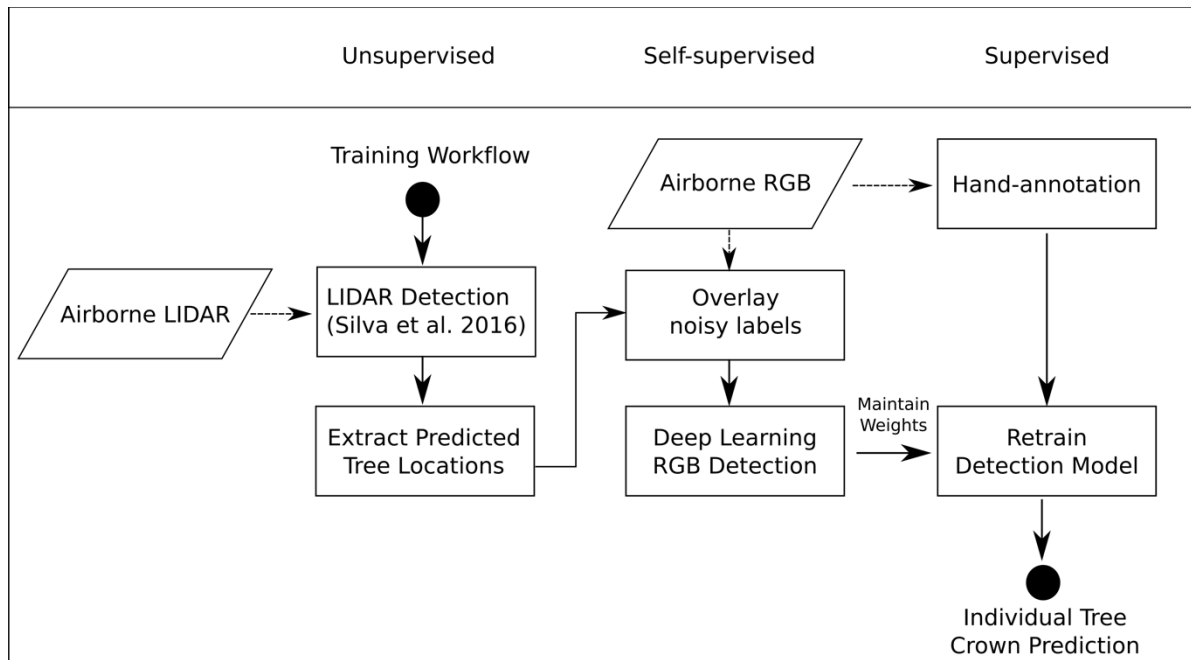 Unsupervised
Self-supervised
Supervised
Training Workflow
Airborne RGB
Hand-annotation
Airborne LIDAR
LIDAR Detection
(Silva et al. 2016)
Overlay
noisy labels
Extract Predicted
Tree Locations
Deep Learning
RGB Detection
Maintain
Weights
Retrain
Detection Model
Individual Tree
Crown Prediction